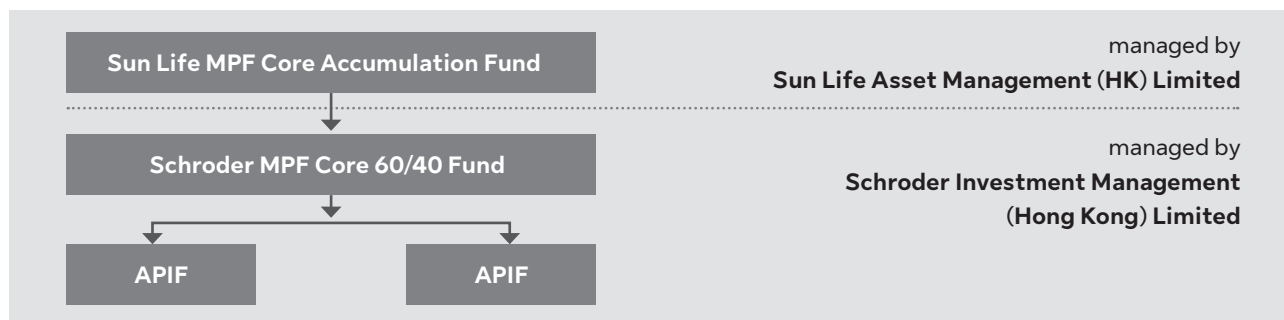 Sun Life MPF Core Accumulation Fund
managed by
Sun Life Asset Management (HK) Limited
Schroder MPF Core 60/40 Fund
managed by
Schroder Investment Management
(Hong Kong) Limited
APIF
APIF